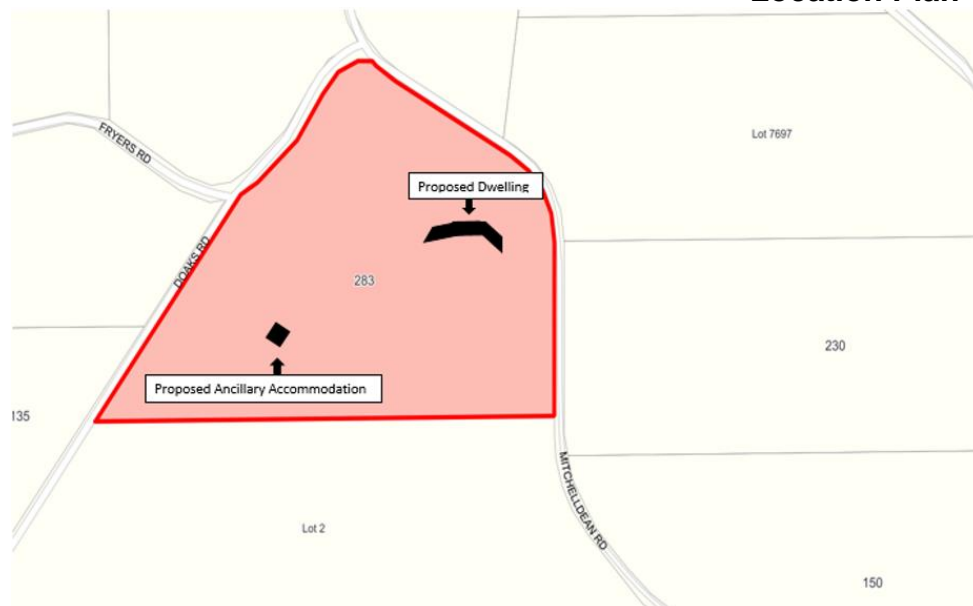 Lot 7697
FRYERS RD
Proposed Dwelling
DOAKS RD
283
230
Proposed Ancillary Accommodation
135
MITCHELLDEAN RD
Lot 2
150